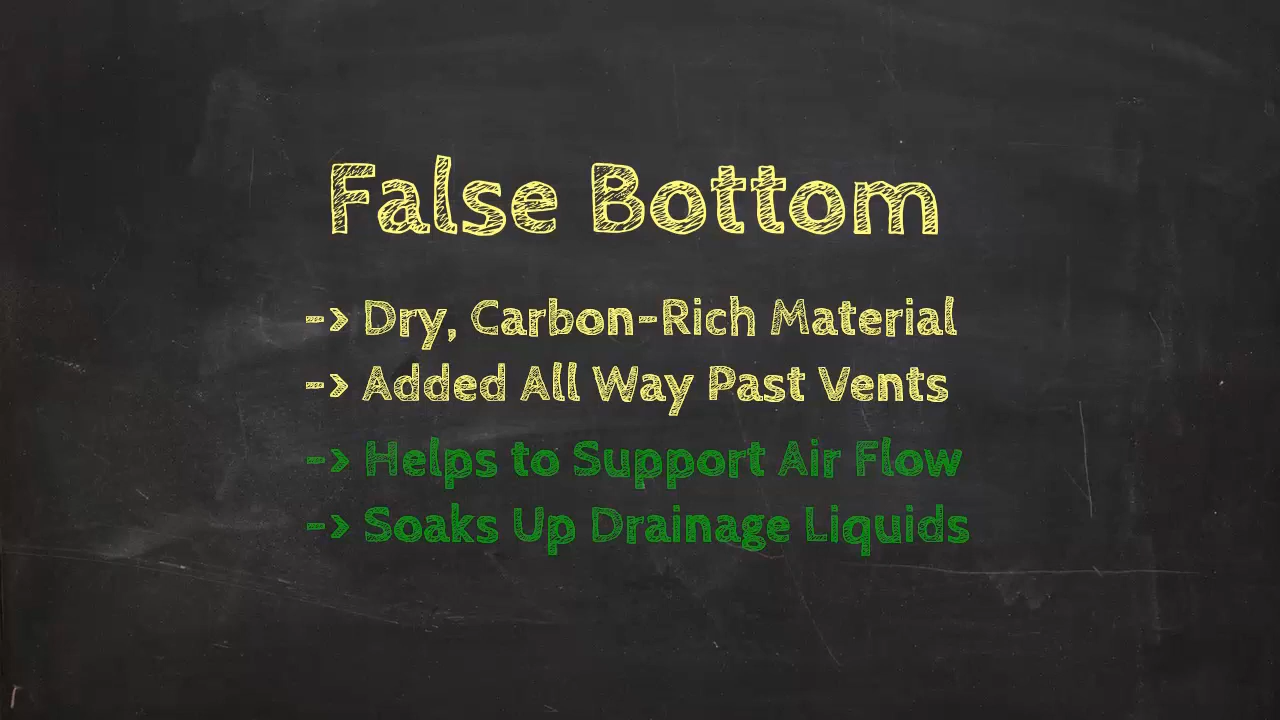 False Bottom
-> Dry, Carbon-Rich Material
-> Added All Way Past Vents
-> Helps to Support Air Flow
-> Soaks Up Drainage Liquids